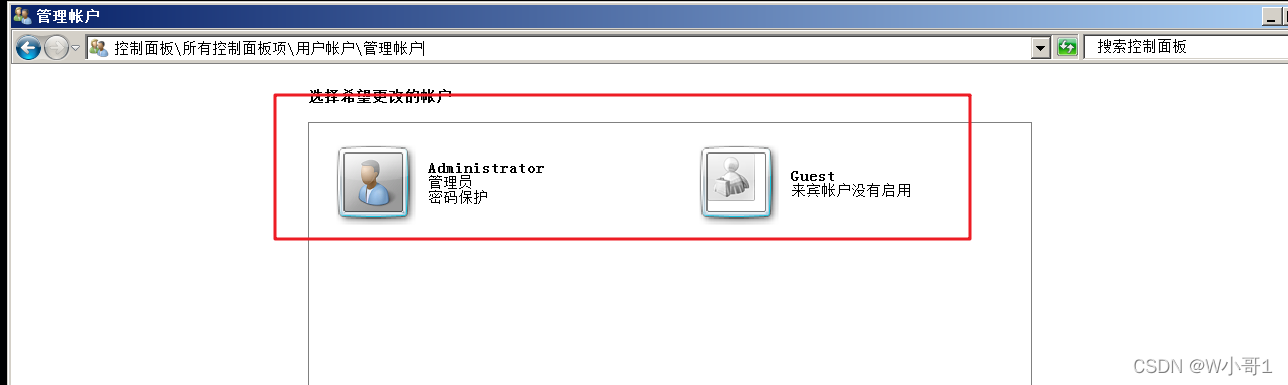 管理帐户
控制面板\所有控制面板项\用户帐户\管理帐户
搜索控制面板
选择希望更改的帐户
Administrator
管理员
密码保护
Guest
来宾帐户没有启用
CSDN @W小哥1